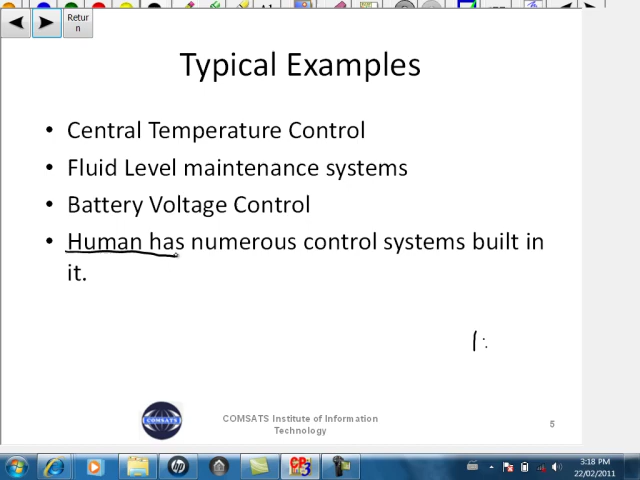 Return
Typical Examples
• Central Temperature Control
• Fluid Level maintenance systems
• Battery Voltage Control
• Human has numerous control systems built in
it.
COMSATS
COMSATS Institute of Information
Technology
5
3:18 PM
22/02/2011